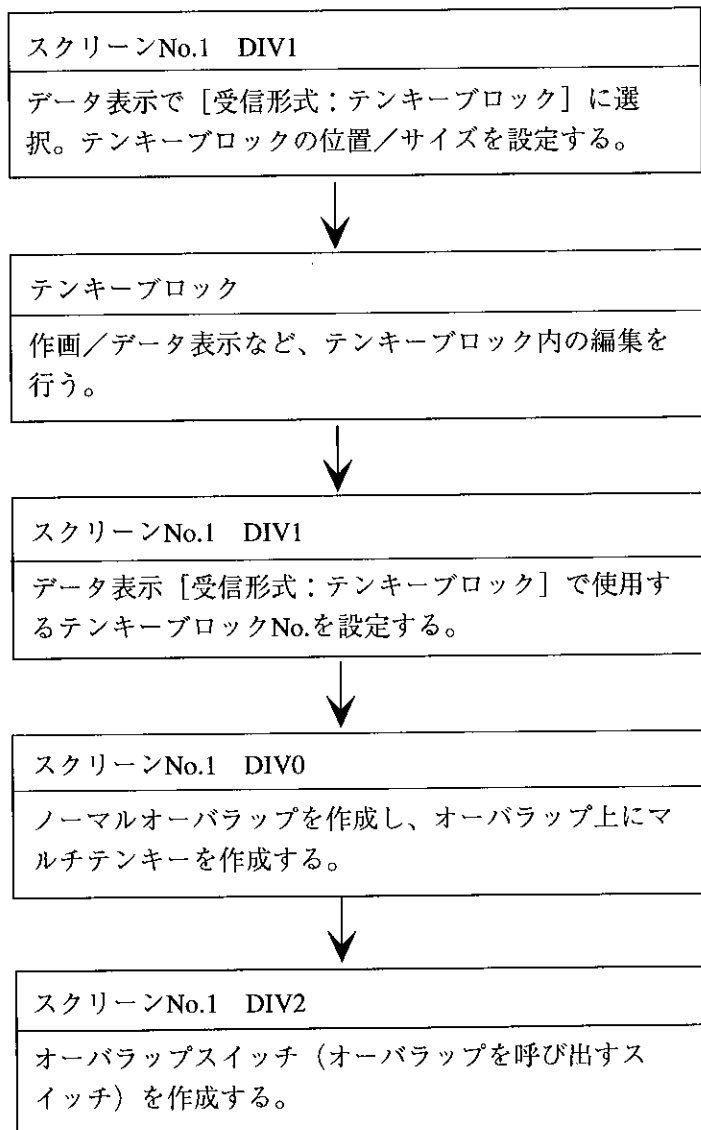 スクリーンNo.1 DIV1
データ表示で［受信形式：テンキーブロック］に選
択。テンキーブロックの位置／サイズを設定する。
テンキーブロック
作画／データ表示など、テンキーブロック内の編集を
行う。
スクリーンNo.1 DIV1
データ表示［受信形式：テンキーブロック］で使用す
るテンキーブロックNo.を設定する。
スクリーンNo.1 DIV0
ノーマルオーバラップを作成し、オーバラップ上にマ
ルチテンキーを作成する。
スクリーンNo.1 DIV2
オーバラップスイッチ（オーバラップを呼び出すス
イッチ）を作成する。